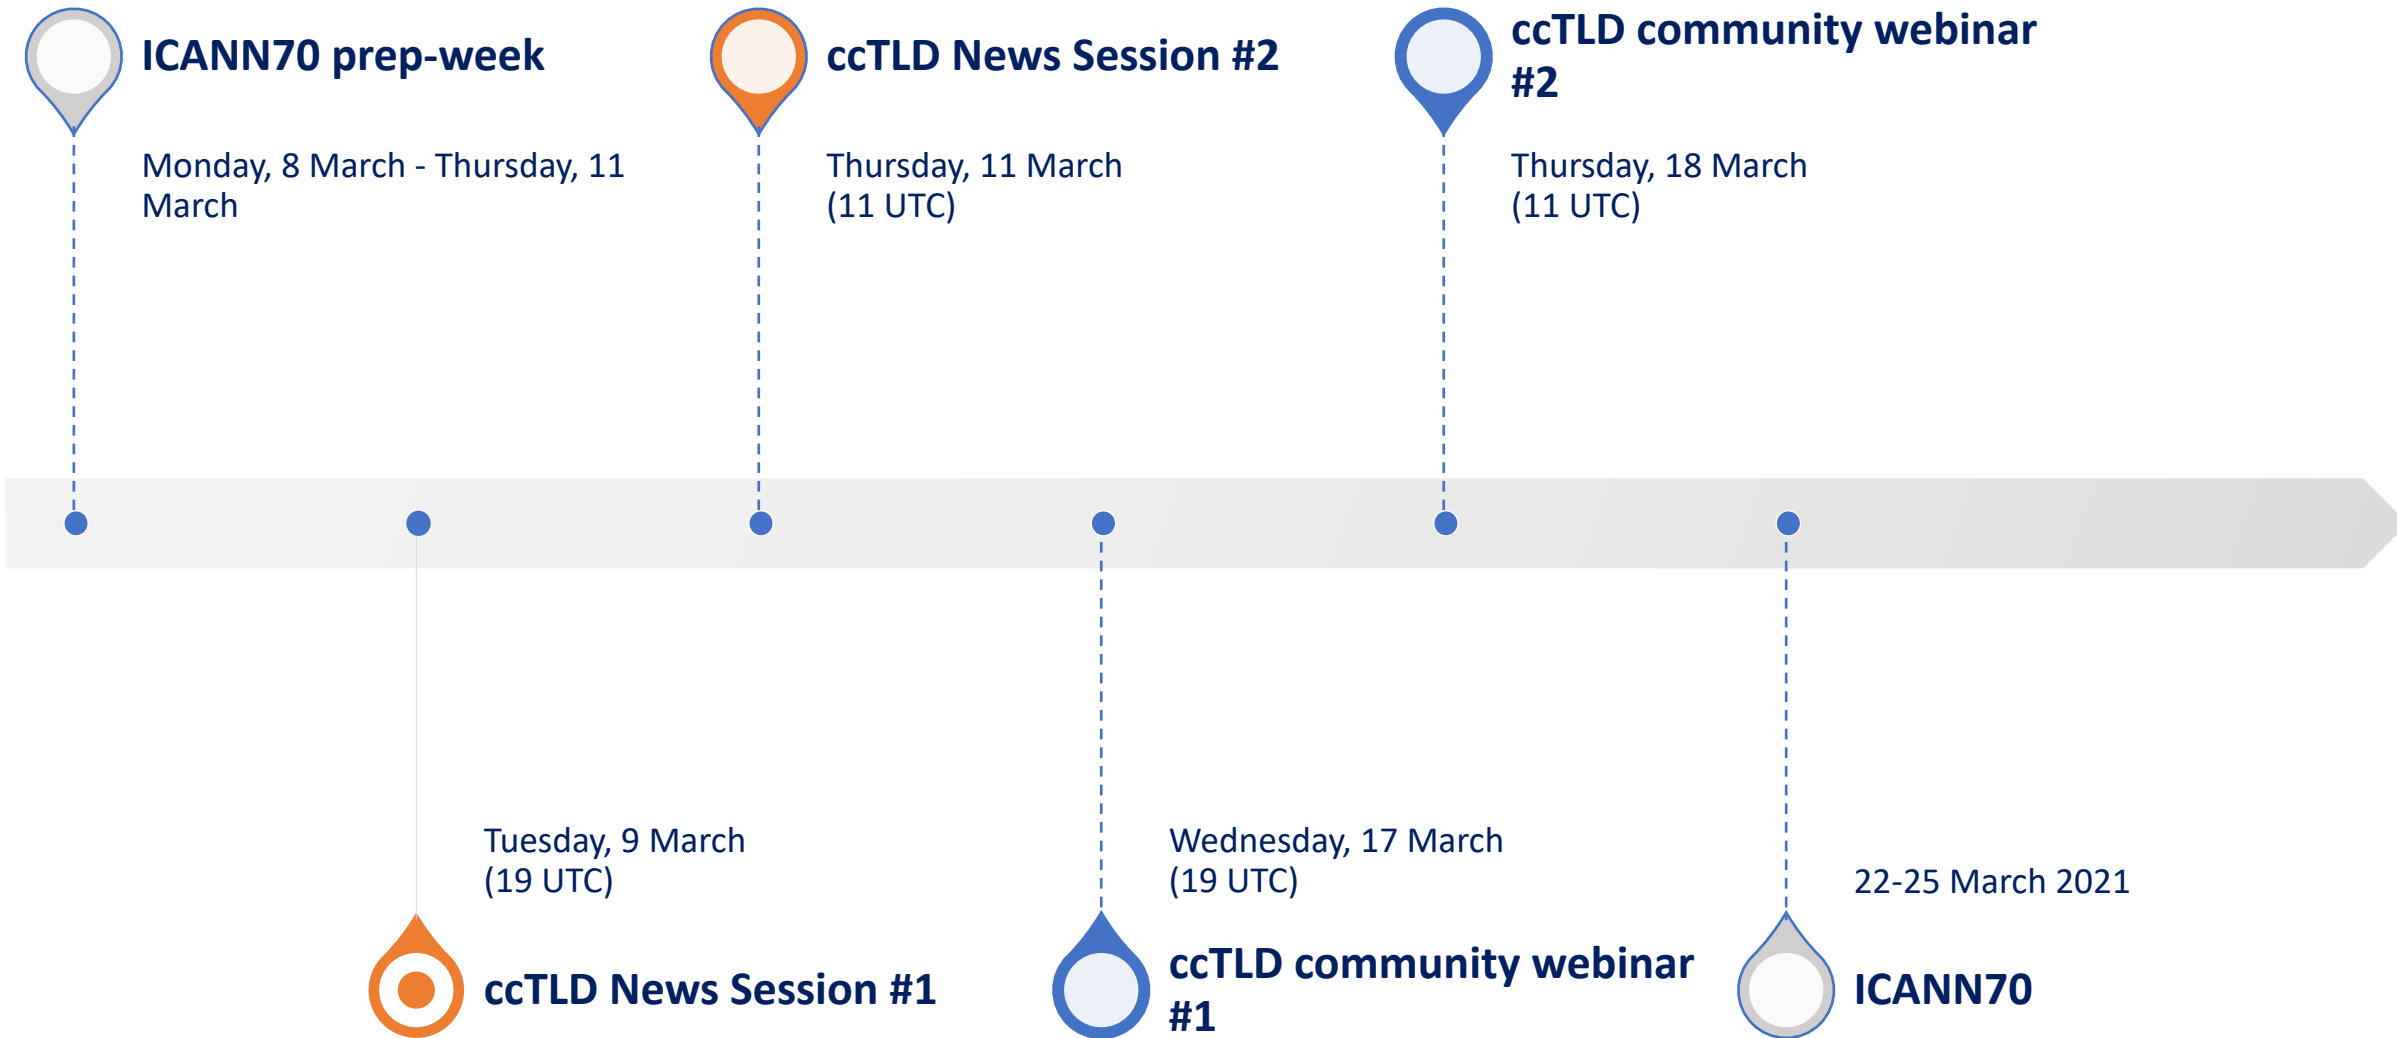 ICANN70 prep-week
Monday, 8 March - Thursday, 11
March
ccTLD News Session #2
Thursday, 11 March
(11 UTC)
ccTLD community webinar
#2
Thursday, 18 March
(11 UTC)
Tuesday, 9 March
(19 UTC)
ccTLD News Session #1
Wednesday, 17 March
(19 UTC)
ccTLD community webinar
#1
22-25 March 2021
ICANN70